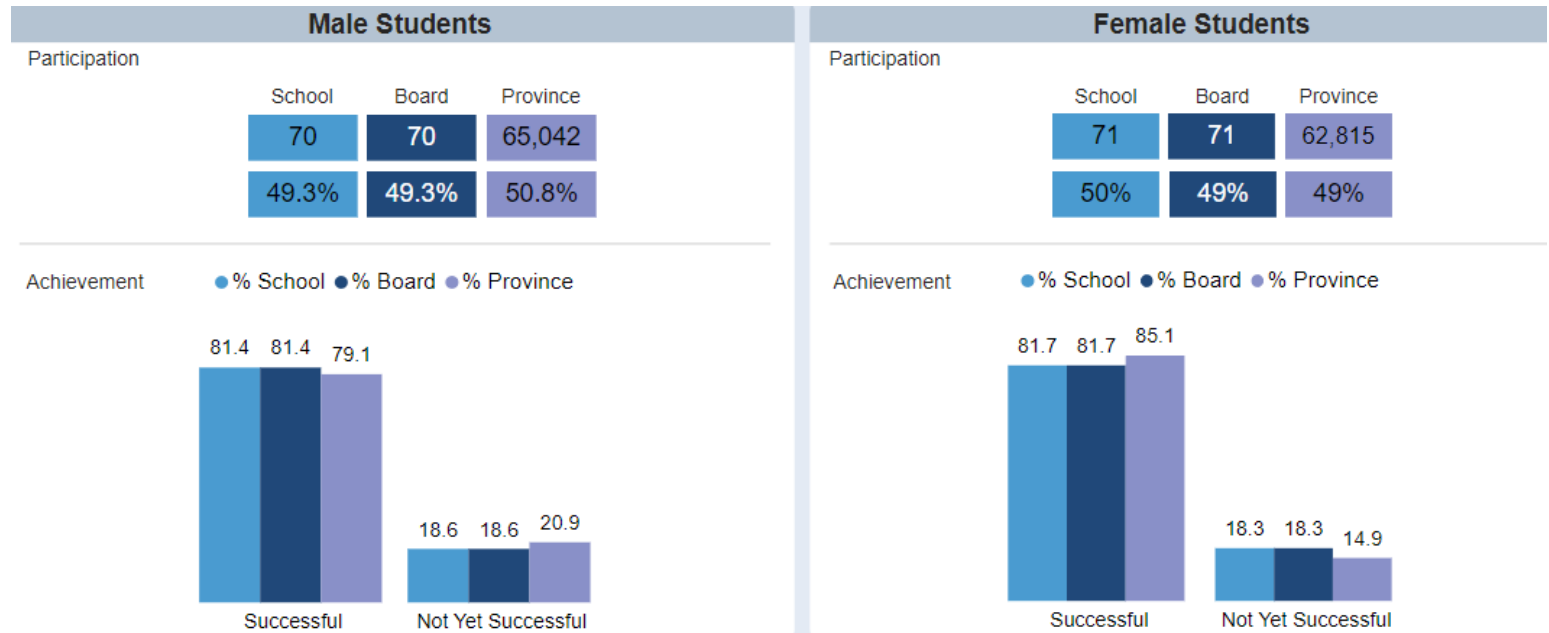 Male Students
Participation
School Board Province
70 70 65,042
49.3% 49.3% 50.8%
Achievement % School % Board % Province
81.4 81.4 79.1
18.6 18.6 20.9
Successful Not Yet Successful
Female Students
Participation
School Board Province
71 71 62,815
50% 49% 49%
Achievement % School % Board % Province
81.7 81.7 85.1
18.3 18.3 14.9
Successful Not Yet Successful